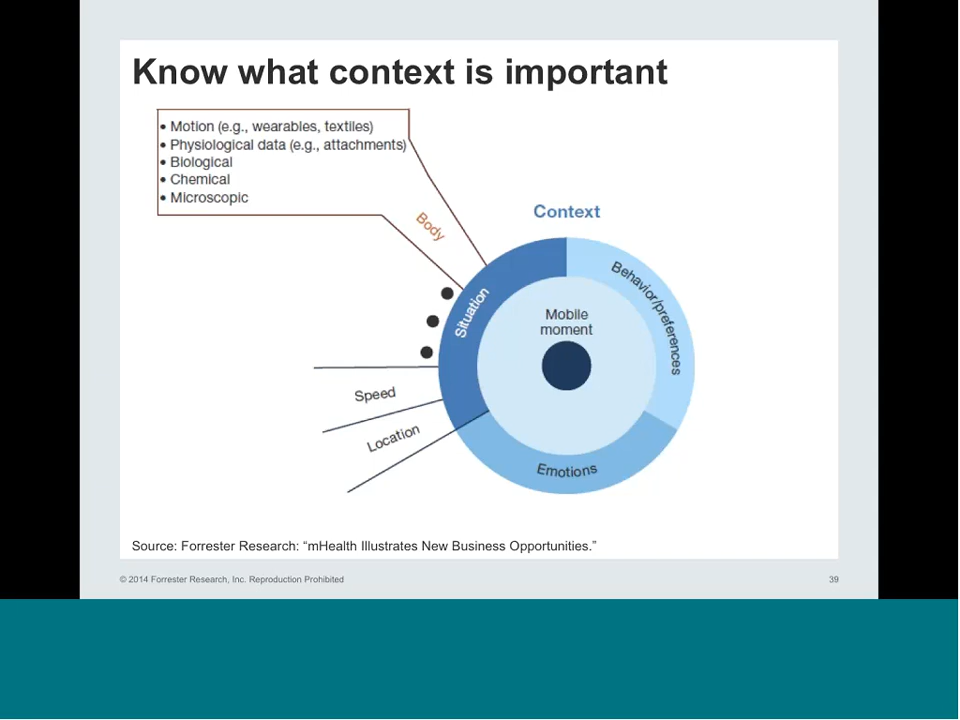 Know what context is important
• Motion (e.g., wearables, textiles)
• Physiological data (e.g., attachments)
• Biological
• Chemical
• Microscopic
Body
Context
Situation
Behavior/preferences
Mobile
moment
Speed
Location
Emotions
Source: Forrester Research: “mHealth Illustrates New Business Opportunities.”
© 2014 Forrester Research, Inc. Reproduction Prohibited
39